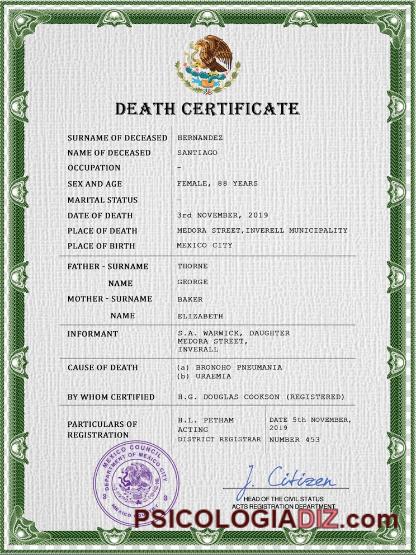 DEATH CERTIFICATE
SURNAME OF DECEASED HERNANDEZ
NAME OF DECEASED SANTIAGO
OCCUPATION -
SEX AND AGE FEMALE, 88 YEARS
MARITAL STATUS -
DATE OF DEATH 3rd NOVEMBER, 2019
PLACE OF DEATH MEDORA STREET,INVERELL MUNICIPALITY
PLACE OF BIRTH MEXICO CITY
FATHER - SURNAME THORNE
NAME GEORGE
MOTHER - SURNAME BAKER
NAME ELIZABETH
INFORMANT S.A. WARWICK, DAUGHTER
MEDORA STREET,
INVERALL
CAUSE OF DEATH (a) BRONOHO PNEUMANIA
(b) URAEMIA
BY WHOM CERTIFIED H.G. DOUGLAS COOKSON (REGISTERED)
PARTICULARS OF REGISTRATION
H.L. PETHAM
ACTING
DISTRICT REGISTRAR
DATE 5th NOVEMBER, 2019
NUMBER 453
MEXICO COUNCIL
DEPARTMENT OF MEXICO CITY
J. Citizen
HEAD OF THE CIVIL STATUS
ACTS REGISTRATION DEPARTMENT
PSICOLOGIADIZ.com